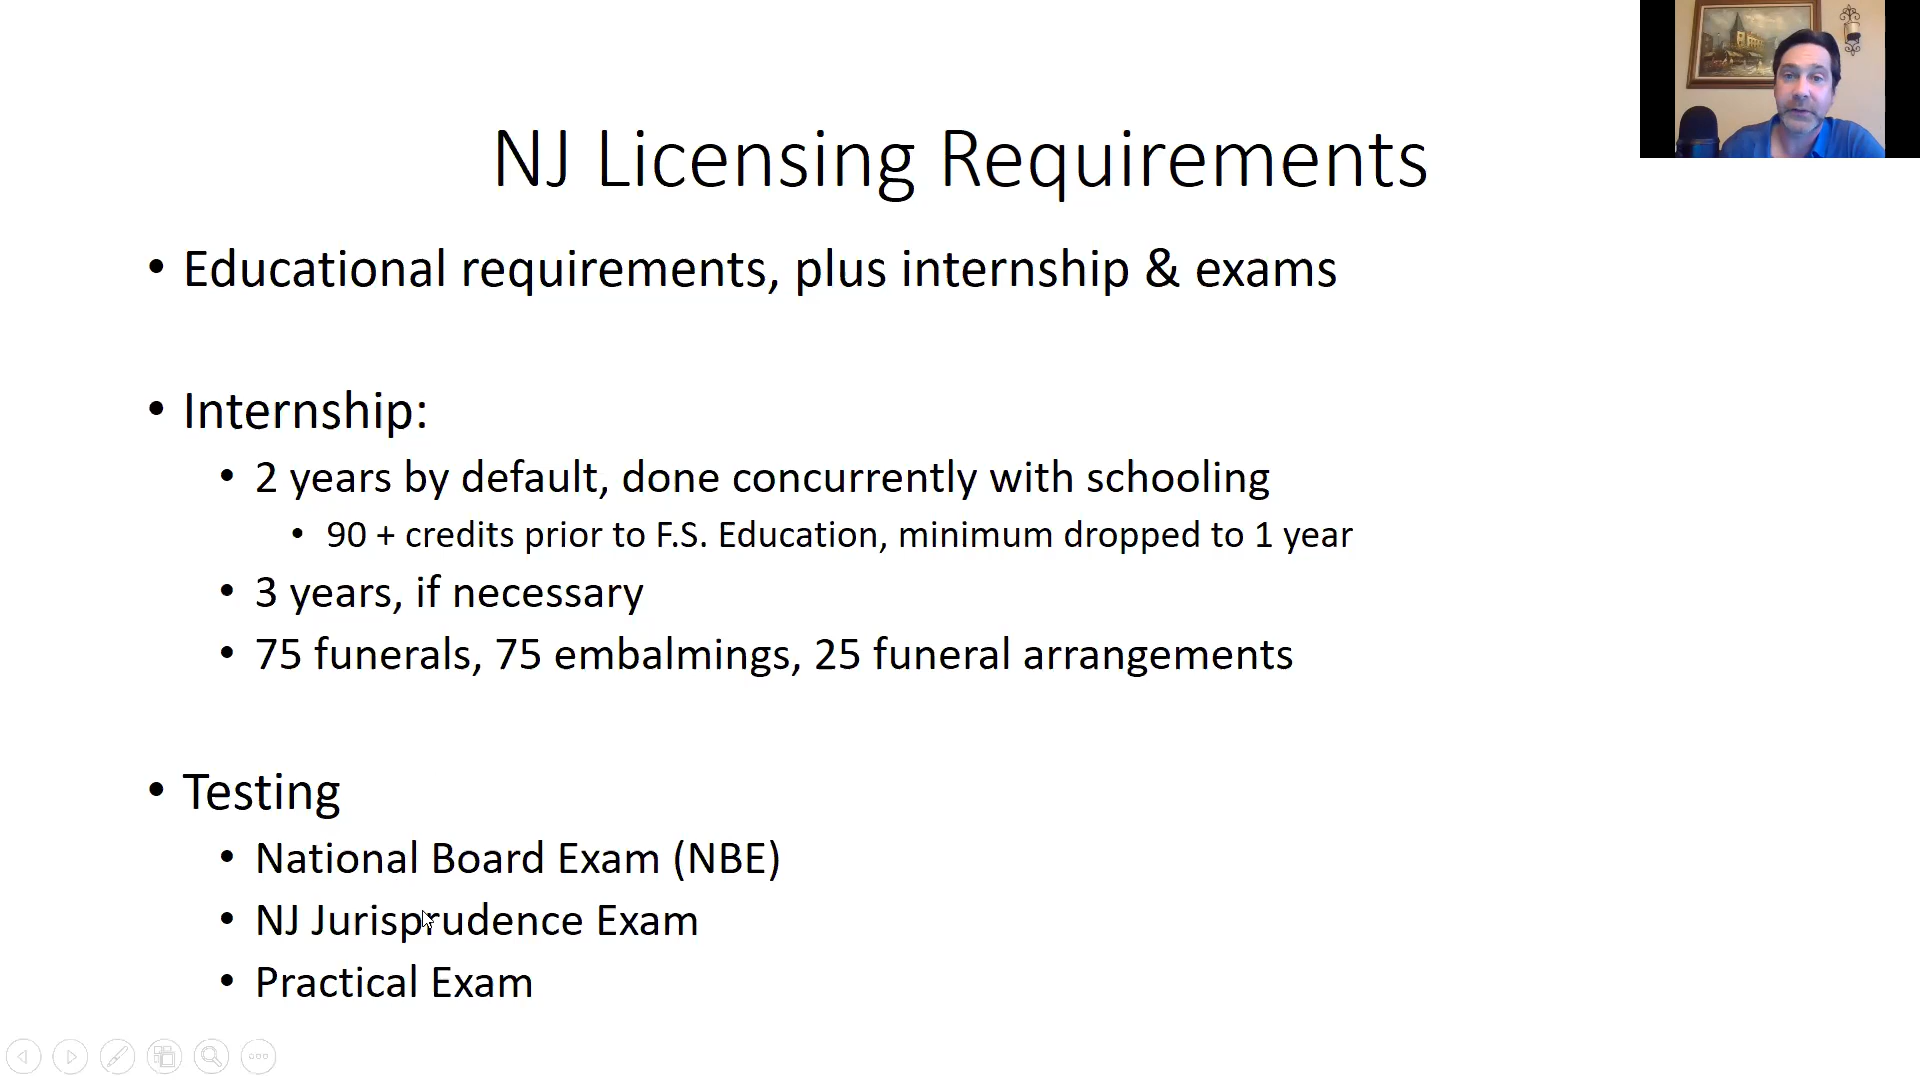 NJ Licensing Requirements
• Educational requirements, plus internship & exams
• Internship:
• 2 years by default, done concurrently with schooling
• 90 + credits prior to F.S. Education, minimum dropped to 1 year
• 3 years, if necessary
• 75 funerals, 75 embalmings, 25 funeral arrangements
• Testing
• National Board Exam (NBE)
• NJ Jurisprudence Exam
• Practical Exam